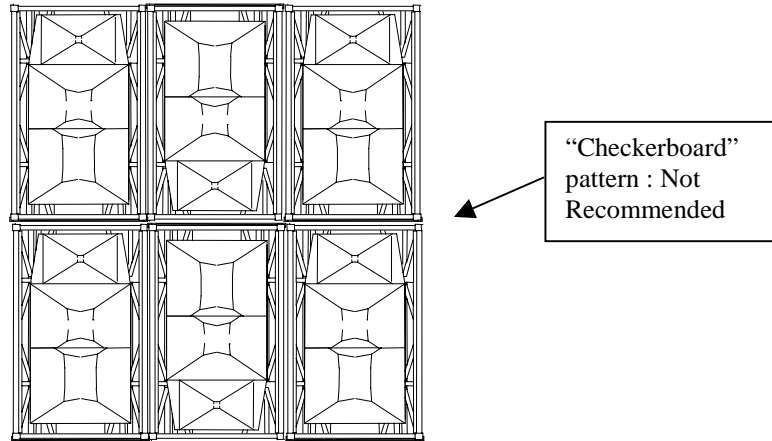 “Checkerboard”
pattern : Not
Recommended